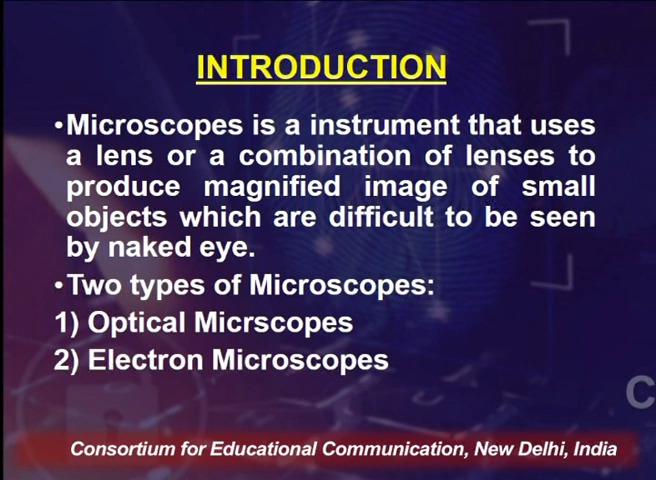 INTRODUCTION
•Microscopes is a instrument that uses
a lens or a combination of lenses to
produce magnified image of small
objects which are difficult to be seen
by naked eye.
•Two types of Microscopes:
1) Optical Micrscopes
2) Electron Microscopes
C
Consortium for Educational Communication, New Delhi, India